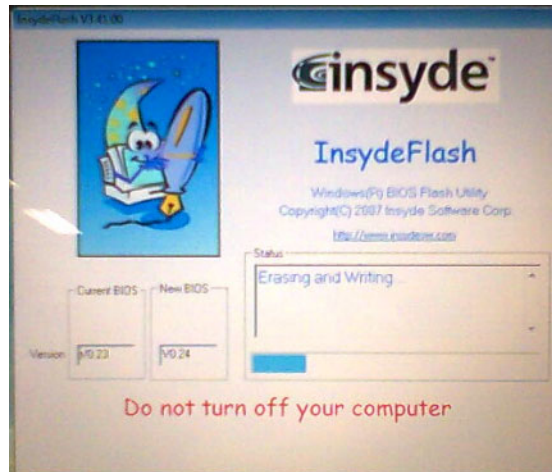 InsydeFlash V3.41.00
insyde
InsydeFlash
Windows(R) BIOS Flash Utility
Copyright(C) 2007 Insyde Software Corp.
http://www.insydesw.com
Status
Erasing and Writing...
Current BIOS
New BIOS
Version
V0.23
V0.24
Do not turn off your computer